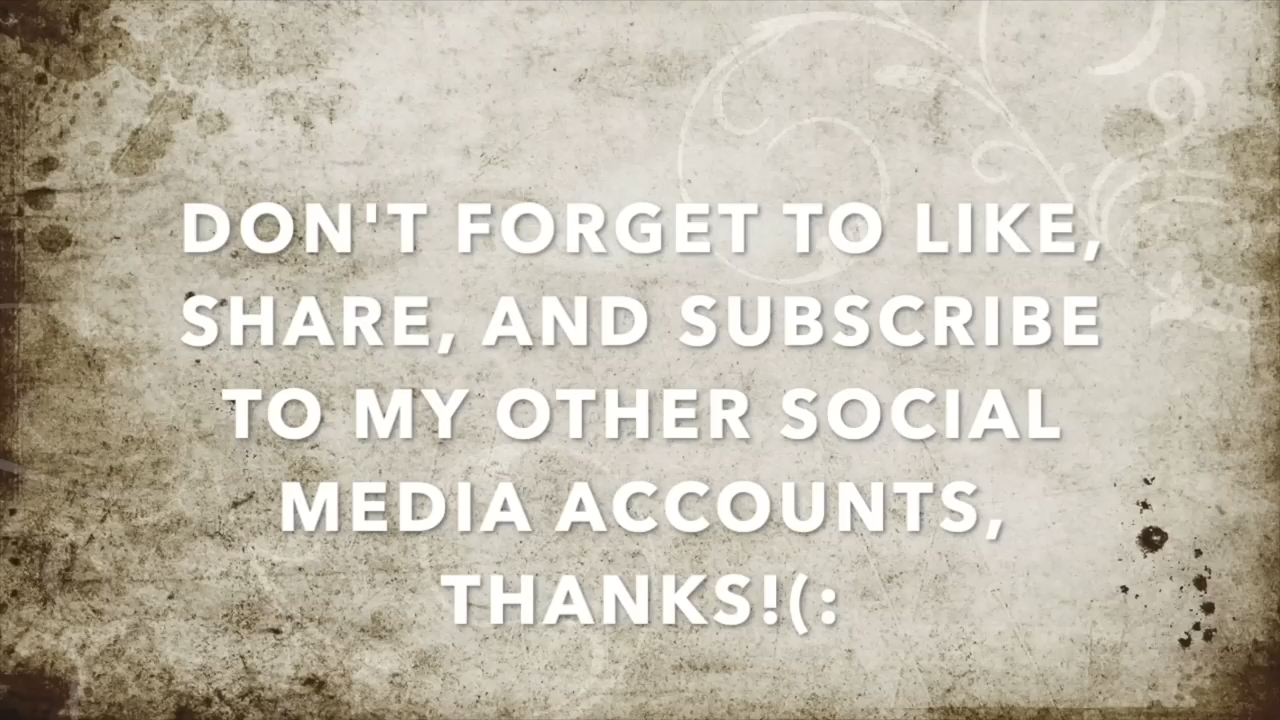 DON'T FORGET TO LIKE,
SHARE, AND SUBSCRIBE
TO MY OTHER SOCIAL
MEDIA ACCOUNTS,
THANKS!(: